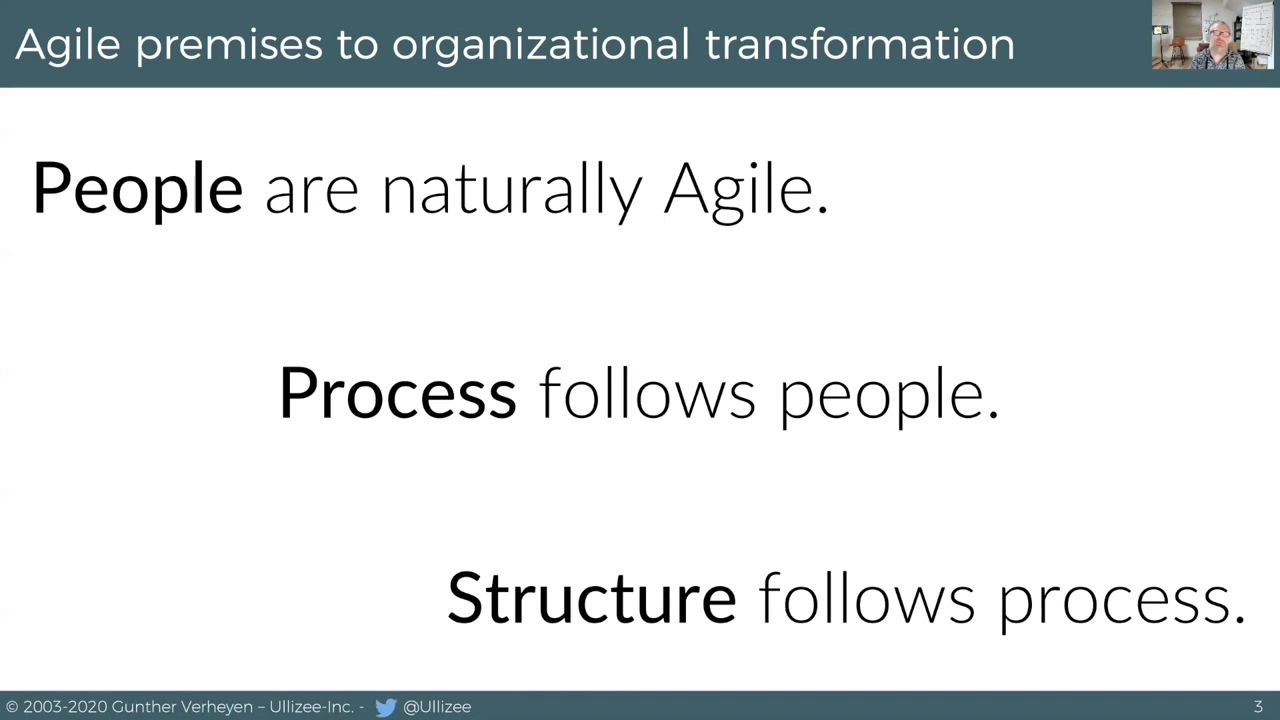 Agile premises to organizational transformation
People are naturally Agile.
Process follows people.
Structure follows process.
© 2003-2020 Gunther Verheyen – Ullizee-Inc. - @Ullizee
3